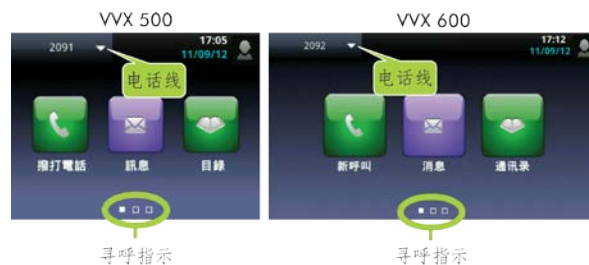 VVX 500
2091
17:05
11/09/12
电话线
撥打電話
訊息
目錄
寻呼指示
VVX 600
2092
17:12
11/09/12
电话线
新呼叫
消息
通讯录
寻呼指示